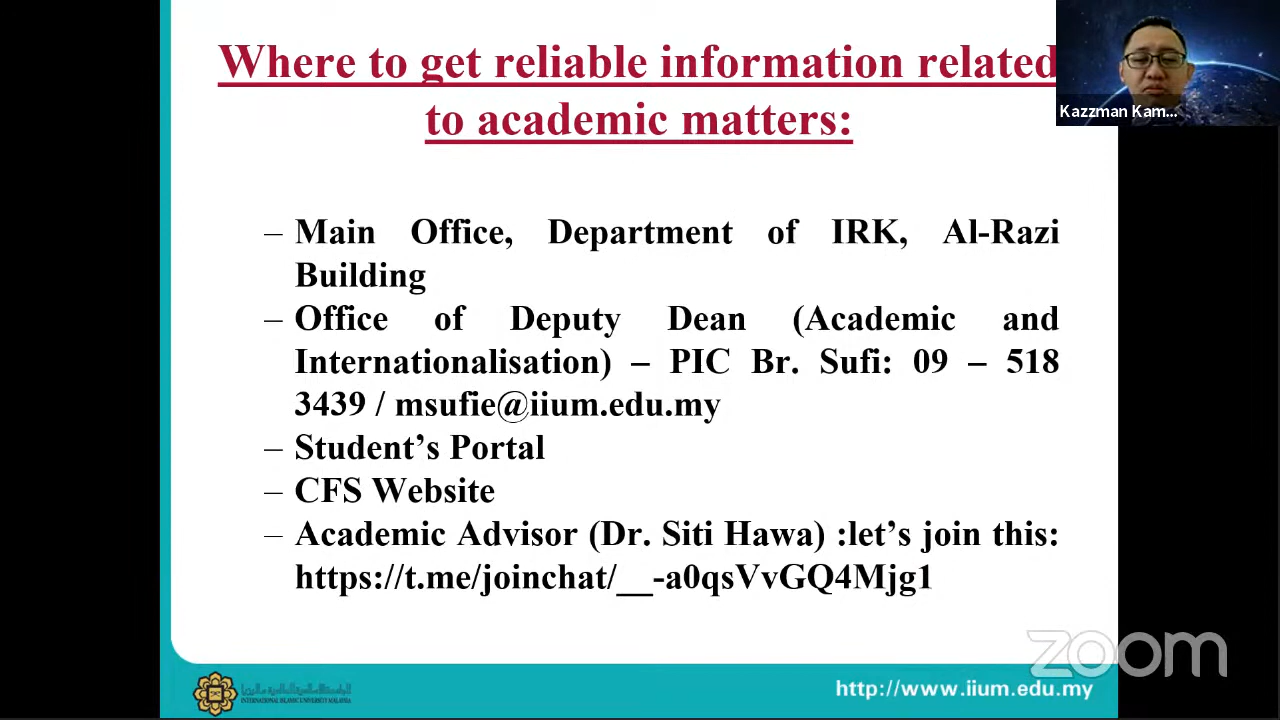 Where to get reliable information related
to academic matters:
Kazzman Kam...
– Main Office, Department of IRK, Al-Razi
Building
– Office of Deputy Dean (Academic and
Internationalisation) – PIC Br. Sufi: 09 – 518
3439 / msufie@iium.edu.my
– Student’s Portal
– CFS Website
– Academic Advisor (Dr. Siti Hawa) :let’s join this:
https://t.me/joinchat/__-a0qsVvGQ4Mjg1
zoom
INTERNATIONAL ISLAMIC UNIVERSITY MALAYSIA
http://www.iium.edu.my